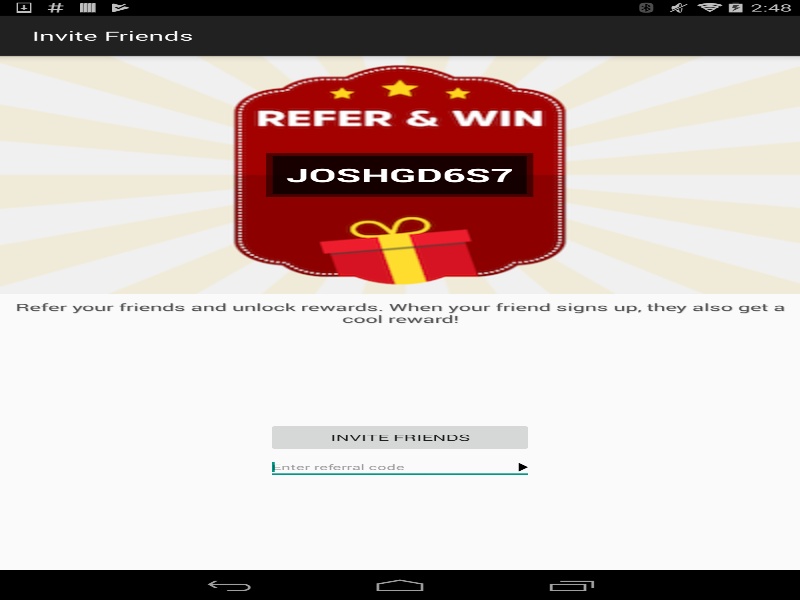 2:48
Invite Friends
REFER & WIN
JOSHGD6S7
Refer your friends and unlock rewards. When your friend signs up, they also get a
cool reward!
INVITE FRIENDS
Enter referral code